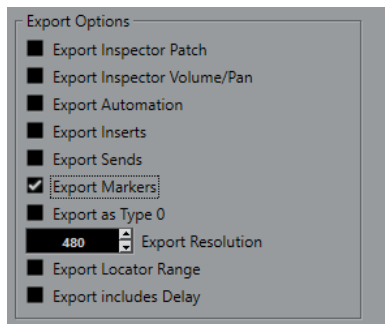 Export Options
Export Inspector Patch
Export Inspector Volume/Pan
Export Automation
Export Inserts
Export Sends
Export Markers
Export as Type 0
480 Export Resolution
Export Locator Range
Export includes Delay